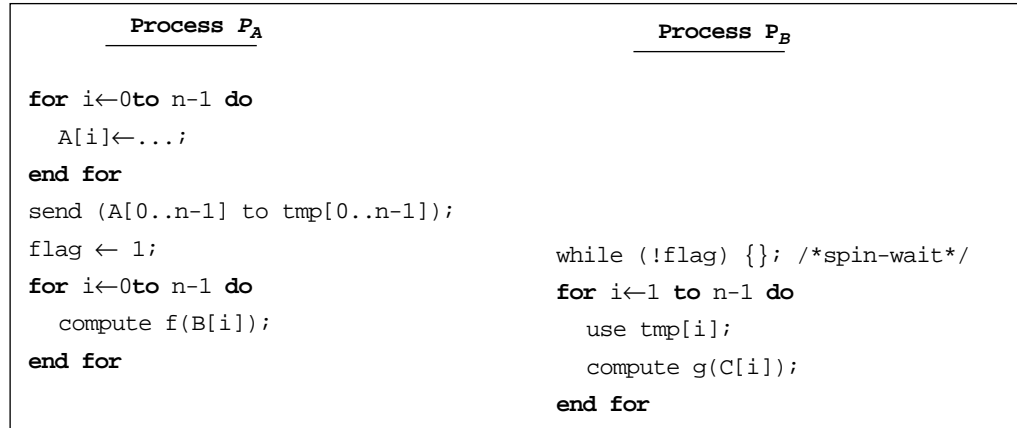 Process P_A
for i←0to n-1 do
A[i]←...;
end for
send (A[0..n-1] to tmp[0..n-1]);
flag ← 1;
for i←0to n-1 do
compute f(B[i]);
end for
Process P_B
while (!flag) {}; /*spin-wait*/
for i←1 to n-1 do
use tmp[i];
compute g(C[i]);
end for